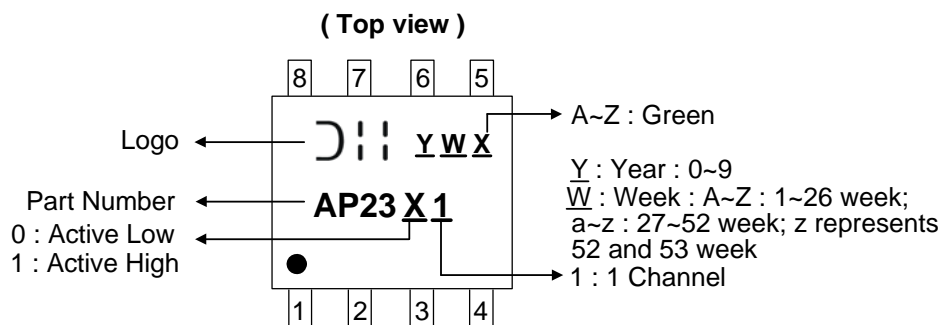 ( Top view )
8 7 6 5
Logo
Y W X
A~Z : Green
Part Number
AP23 X 1
0 : Active Low
1 : Active High
Y : Year : 0~9
W : Week : A~Z : 1~26 week;
a~z : 27~52 week; z represents
52 and 53 week
1 : 1 Channel
1 2 3 4